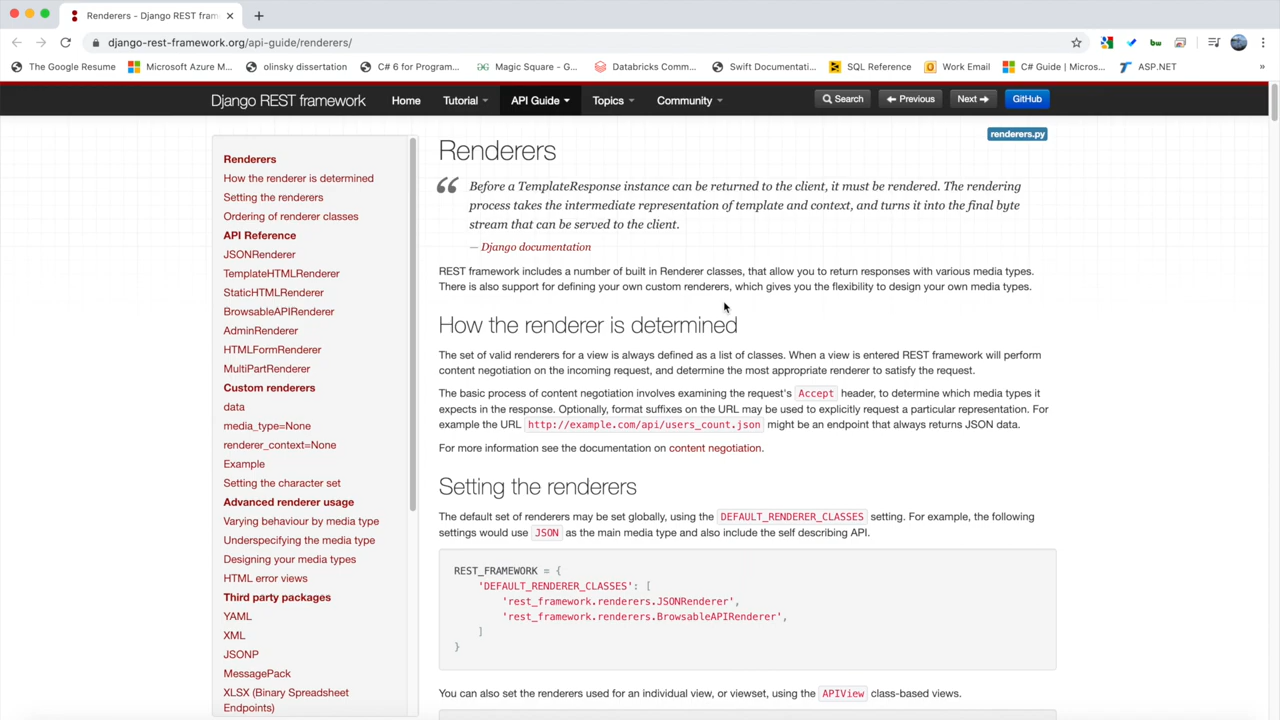 Renderers - Django REST fram
django-rest-framework.org/api-guide/renderers/
The Google Resume
Microsoft Azure M...
olinsky dissertation
C# 6 for Program...
Magic Square - G...
Databricks Comm...
Swift Documentati...
SQL Reference
Work Email
C# Guide | Micros...
ASP.NET
»
Django REST framework
Home
Tutorial
API Guide
Topics
Community
Search
Previous
Next
GitHub
Renderers
How the renderer is determined
Setting the renderers
Ordering of renderer classes
API Reference
JSONRenderer
TemplateHTMLRenderer
StaticHTMLRenderer
BrowsableAPIRenderer
AdminRenderer
HTMLFormRenderer
MultiPartRenderer
Custom renderers
data
media_type=None
renderer_context=None
Example
Setting the character set
Advanced renderer usage
Varying behaviour by media type
Underspecifying the media type
Designing your media types
HTML error views
Third party packages
YAML
XML
JSONP
MessagePack
XLSX (Binary Spreadsheet
Endpoints)
renderers.py
Renderers
Before a TemplateResponse instance can be returned to the client, it must be rendered. The rendering
process takes the intermediate representation of template and context, and turns it into the final byte
stream that can be served to the client.
— Django documentation
REST framework includes a number of built in Renderer classes, that allow you to return responses with various media types.
There is also support for defining your own custom renderers, which gives you the flexibility to design your own media types.
How the renderer is determined
The set of valid renderers for a view is always defined as a list of classes. When a view is entered REST framework will perform
content negotiation on the incoming request, and determine the most appropriate renderer to satisfy the request.
The basic process of content negotiation involves examining the request's Accept header, to determine which media types it
expects in the response. Optionally, format suffixes on the URL may be used to explicitly request a particular representation. For
example the URL http://example.com/api/users_count.json might be an endpoint that always returns JSON data.
For more information see the documentation on content negotiation.
Setting the renderers
The default set of renderers may be set globally, using the DEFAULT_RENDERER_CLASSES setting. For example, the following
settings would use JSON as the main media type and also include the self describing API.
REST_FRAMEWORK = {
'DEFAULT_RENDERER_CLASSES': [
'rest_framework.renderers.JSONRenderer',
'rest_framework.renderers.BrowsableAPIRenderer',
]
}
You can also set the renderers used for an individual view, or viewset, using the APIView class-based views.